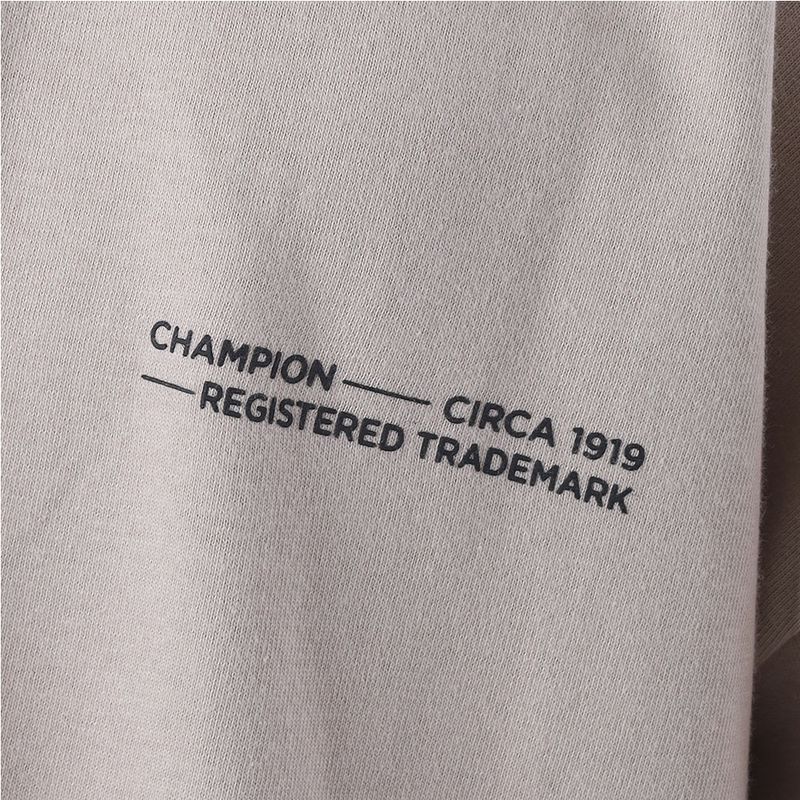 CHAMPION —— CIRCA 1919
—REGISTERED TRADEMARK